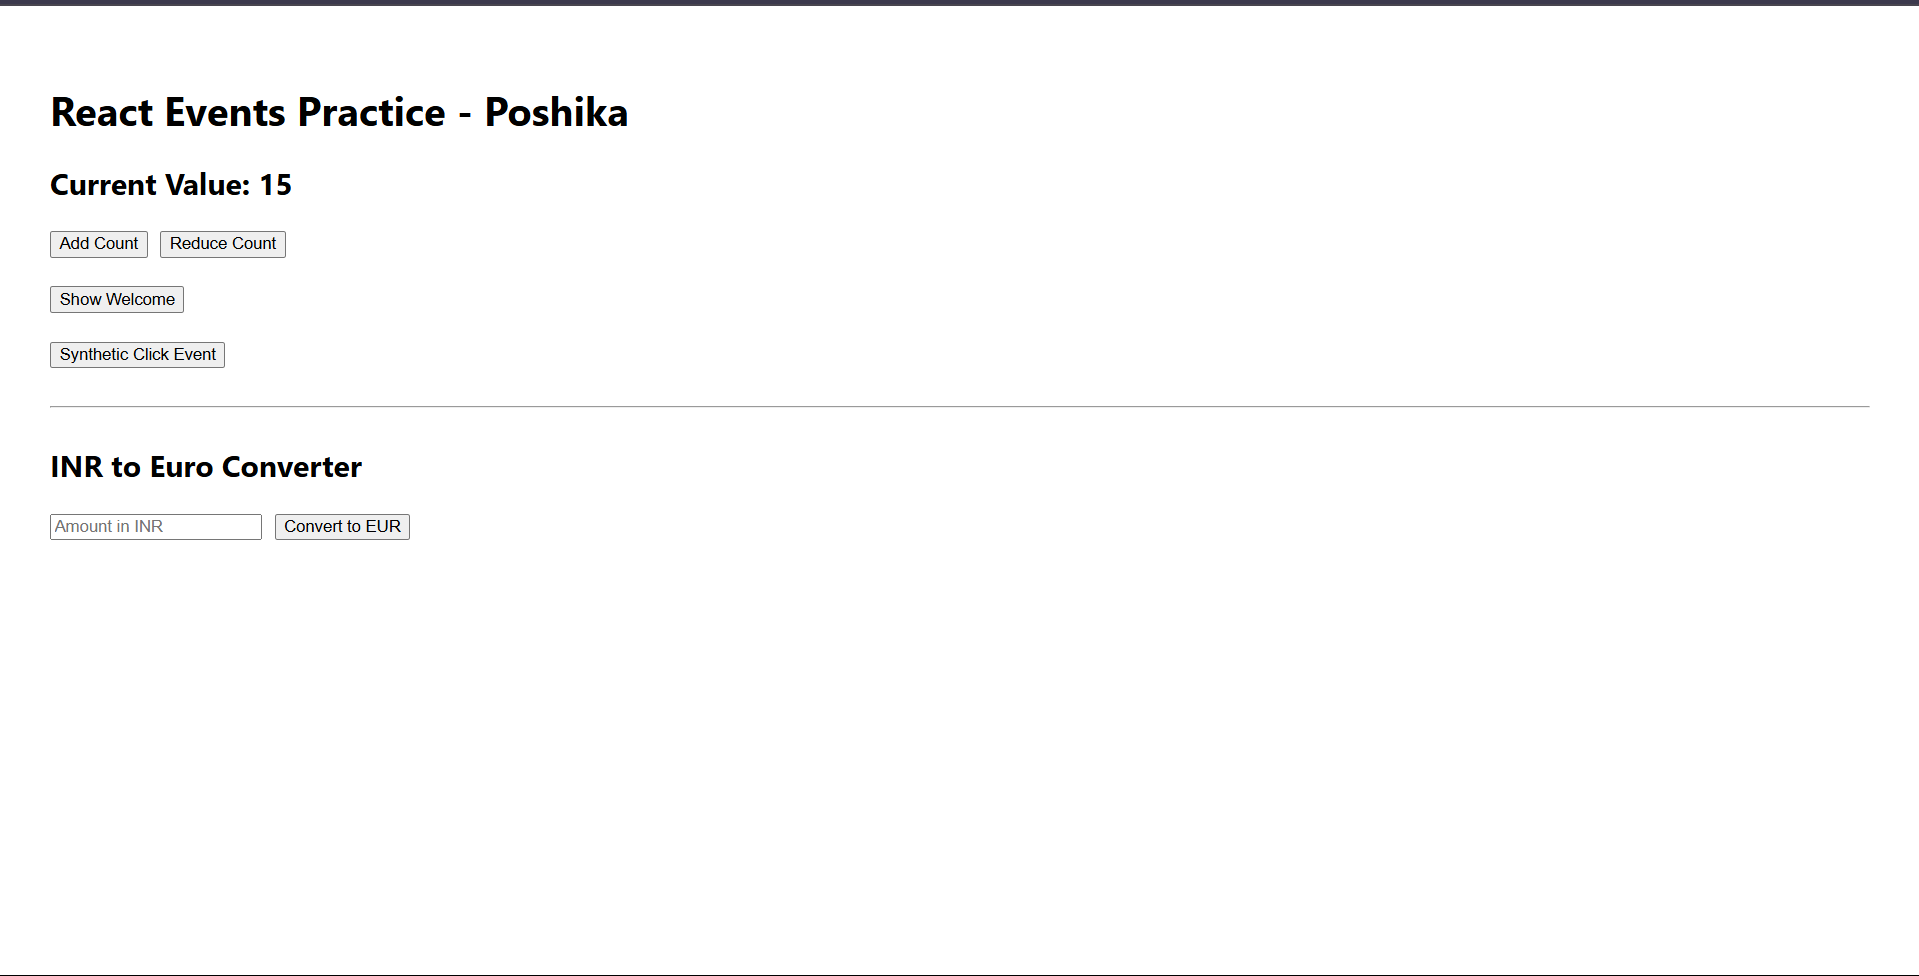 React Events Practice - Poshika
Current Value: 15
Add Count Reduce Count
Show Welcome
Synthetic Click Event
INR to Euro Converter
Amount in INR Convert to EUR